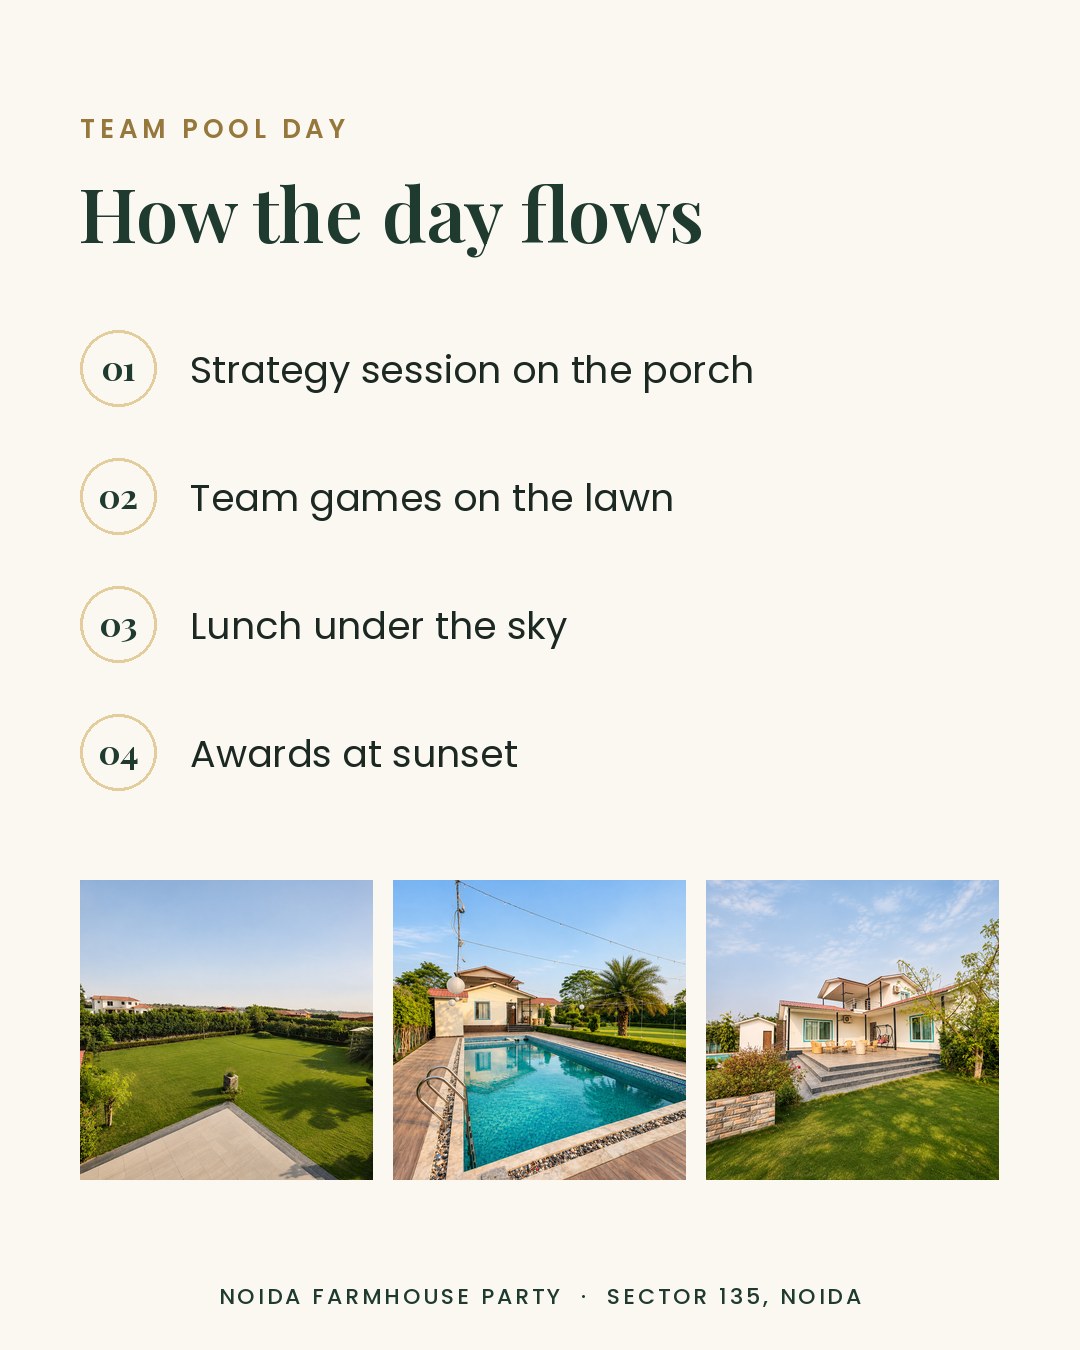 TEAM POOL DAY
How the day flows
01 Strategy session on the porch
02 Team games on the lawn
03 Lunch under the sky
04 Awards at sunset
NOIDA FARMHOUSE PARTY · SECTOR 135, NOIDA